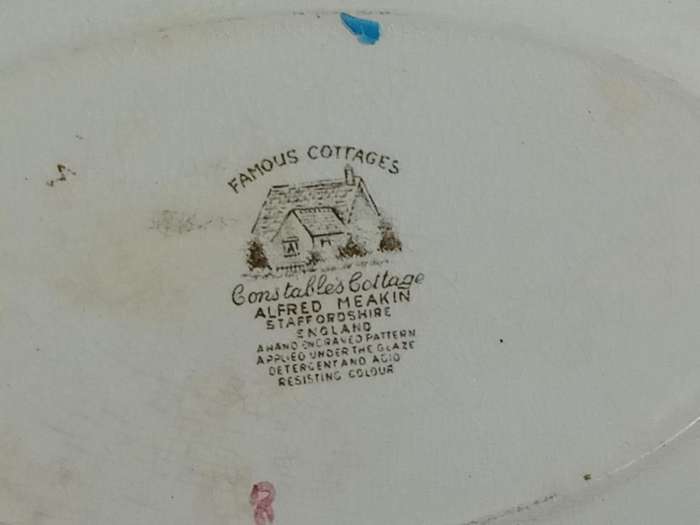 FAMOUS COTTAGES
Constable's Cottage
ALFRED MEAKIN
STAFFORDSHIRE
ENGLAND
A HAND ENGRAVED PATTERN
APPLIED UNDER THE GLAZE
DETERGENT AND ACID
RESISTING COLOUR